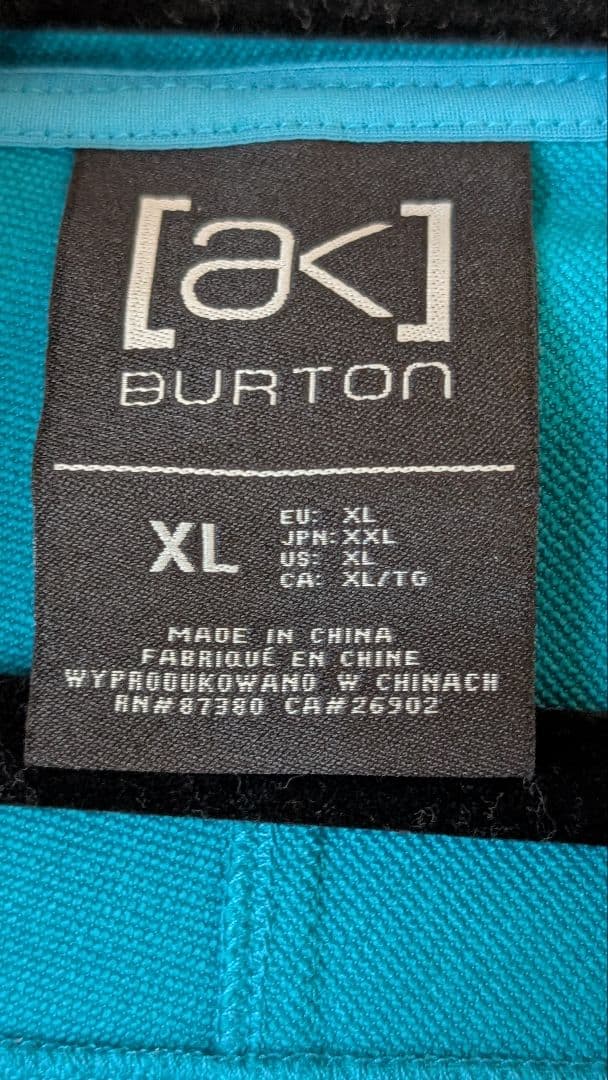 [ak]
BURTON
XL
EU: XL
JPN: XXL
US: XL
CA: XL/TG
MADE IN CHINA
FABRIQUÉ EN CHINE
WYPRODUKOWANO W CHINACH
RN#87380 CA#26902